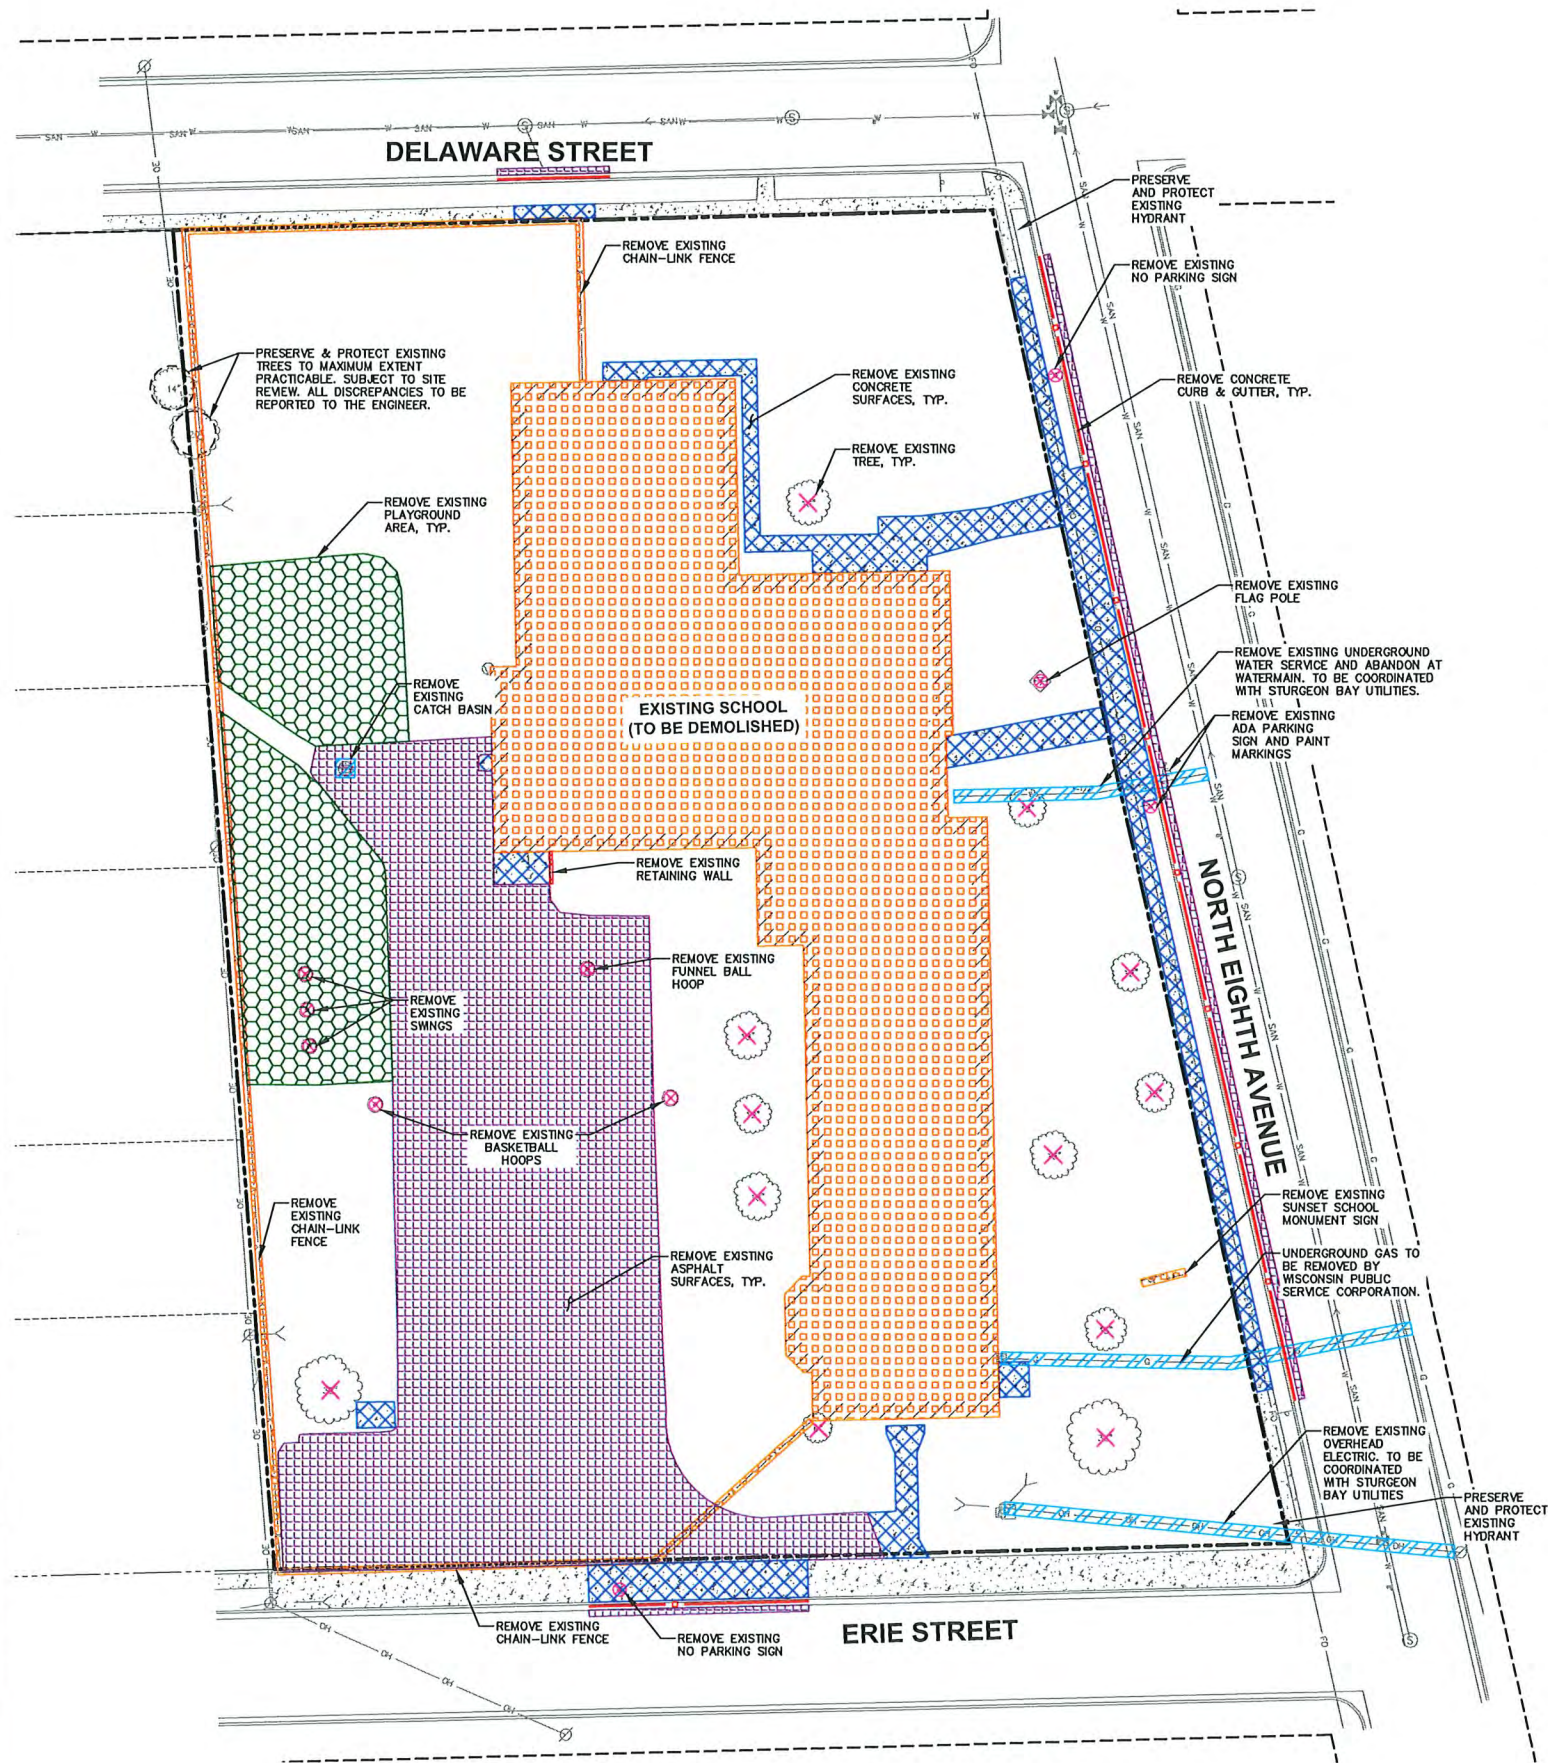 DELAWARE STREET
PRESERVE
AND PROTECT
EXISTING
HYDRANT
REMOVE EXISTING
CHAIN-LINK FENCE
REMOVE EXISTING
NO PARKING SIGN
PRESERVE & PROTECT EXISTING
TREES TO MAXIMUM EXTENT
PRACTICABLE. SUBJECT TO SITE
REVIEW. ALL DISCREPANCIES TO BE
REPORTED TO THE ENGINEER.
14"
REMOVE EXISTING
CONCRETE
SURFACES, TYP.
REMOVE CONCRETE
CURB & GUTTER, TYP.
REMOVE EXISTING
TREE, TYP.
REMOVE EXISTING
PLAYGROUND
AREA, TYP.
REMOVE EXISTING
FLAG POLE
REMOVE EXISTING UNDERGROUND
WATER SERVICE AND ABANDON AT
WATERMAIN. TO BE COORDINATED
WITH STURGEON BAY UTILITIES.
REMOVE
EXISTING
CATCH BASIN
EXISTING SCHOOL
(TO BE DEMOLISHED)
REMOVE EXISTING
ADA PARKING
SIGN AND PAINT
MARKINGS
REMOVE EXISTING
RETAINING WALL
NORTH EIGHTH AVENUE
REMOVE EXISTING
FUNNEL BALL
HOOP
REMOVE
EXISTING
SWINGS
REMOVE EXISTING
BASKETBALL
HOOPS
REMOVE
EXISTING
CHAIN-LINK
FENCE
REMOVE EXISTING
SUNSET SCHOOL
MONUMENT SIGN
REMOVE EXISTING
ASPHALT
SURFACES, TYP.
UNDERGROUND GAS TO
BE REMOVED BY
WISCONSIN PUBLIC
SERVICE CORPORATION.
REMOVE EXISTING
OVERHEAD
ELECTRIC. TO BE
COORDINATED
WITH STURGEON
BAY UTILITIES
PRESERVE
AND PROTECT
EXISTING
HYDRANT
REMOVE EXISTING
CHAIN-LINK FENCE
REMOVE EXISTING
NO PARKING SIGN
ERIE STREET